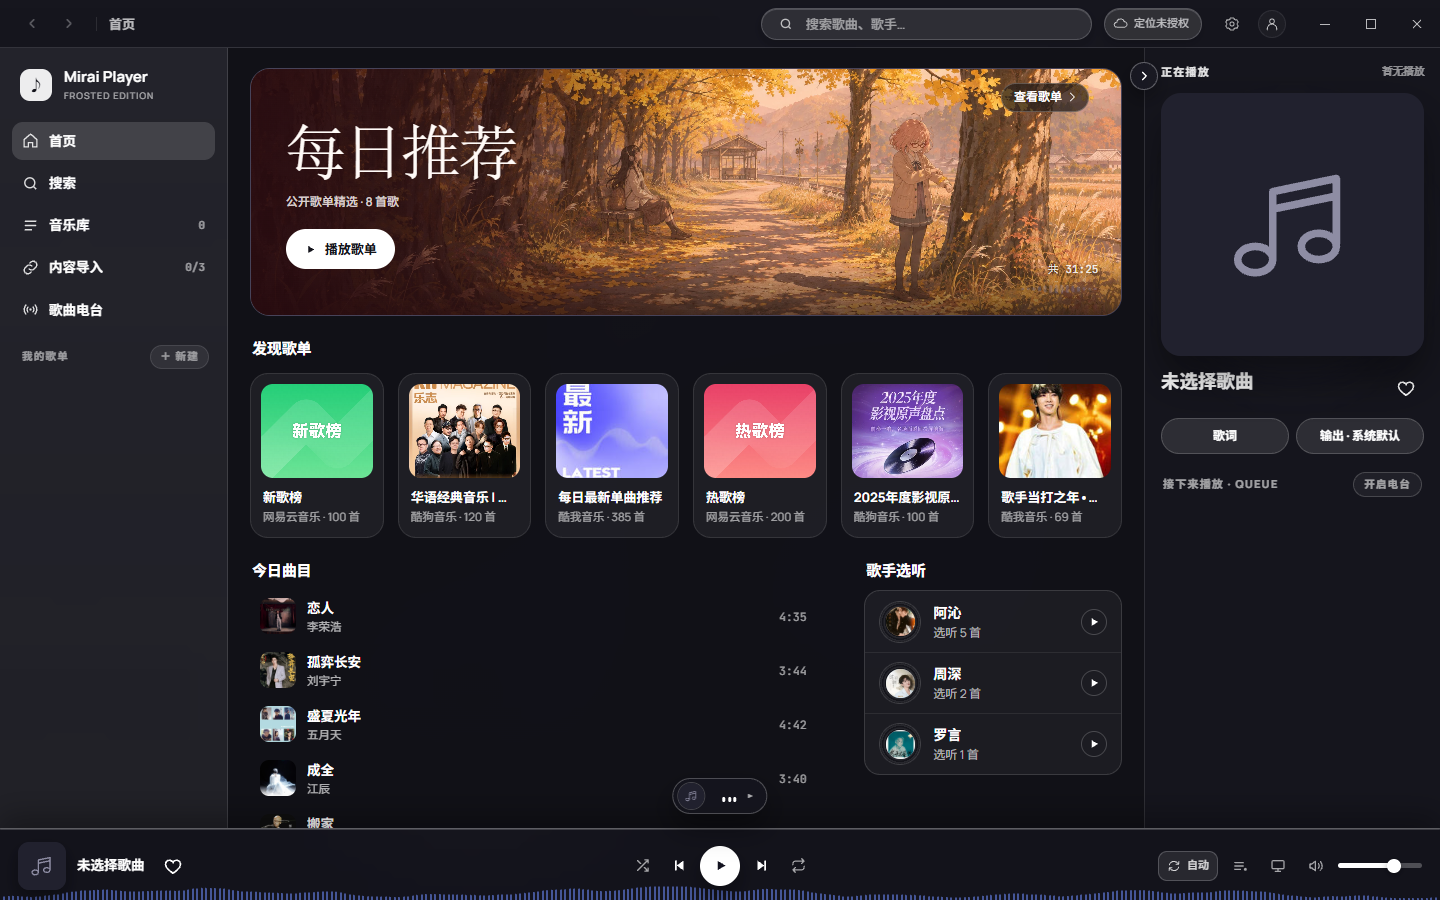 首页
搜索歌曲、歌手...
定位未授权
Mirai Player
FROSTED EDITION
首页
搜索
音乐库 0
内容导入 0/3
歌曲电台
我的歌单 + 新建
查看歌单
每日推荐
公开歌单精选 · 8 首歌
播放歌单
共 31:25
发现歌单
新歌榜
新歌榜
网易云音乐 · 100 首
MAGAZINE
乐志
华语经典音乐 I ...
酷狗音乐 · 120 首
最新
LATEST
每日最新单曲推荐
酷我音乐 · 385 首
热歌榜
热歌榜
网易云音乐 · 200 首
2025年度
影视原声盘点
2025年度影视原...
酷狗音乐 · 100 首
歌手当打之年 • ...
酷我音乐 · 69 首
今日曲目
恋人
李荣浩
4:35
孤弈长安
刘宇宁
3:44
盛夏光年
五月天
4:42
成全
江辰
3:40
搬家
歌手选听
阿沁
选听 5 首
周深
选听 2 首
罗言
选听 1 首
正在播放
暂无播放
未选择歌曲
歌词
输出 · 系统默认
接下来播放 · QUEUE
开启电台
未选择歌曲
...
自动